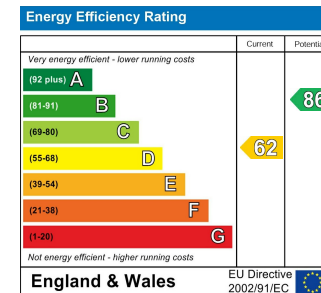 Energy Efficiency Rating
Current
Very energy efficient - lower running costs
(92 plus) A
(81-91) B
86
(69-80) C
(55-68) D
62
(39-54) E
(21-38) F
(1-20) G
Not energy efficient - higher running costs
England & Wales
EU Directive
2002/91/EC